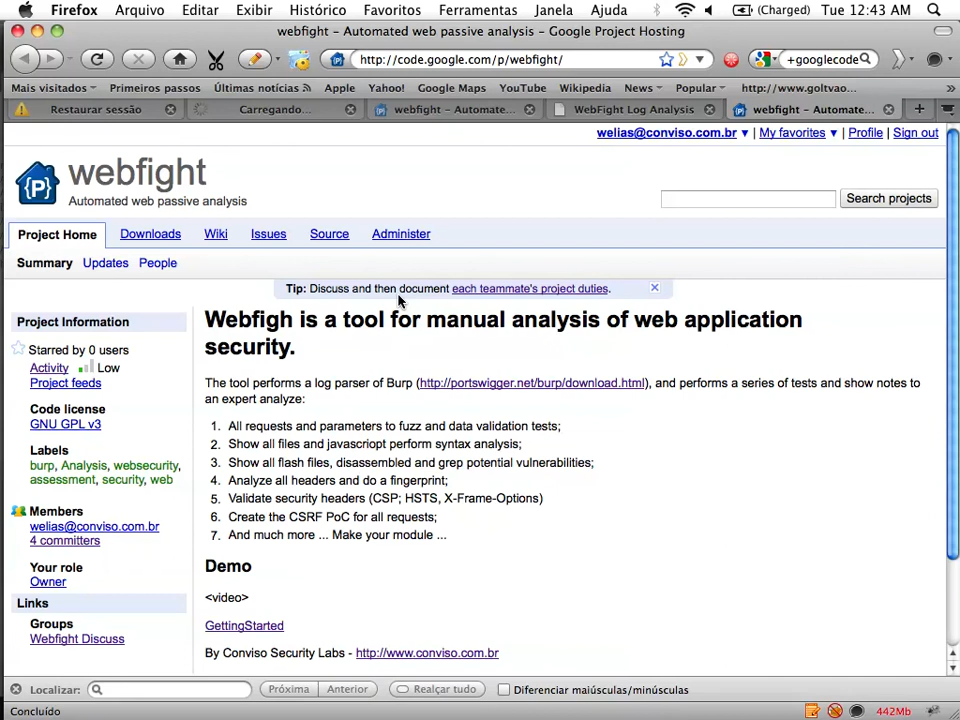 Firefox Arquivo Editar Exibir Histórico Favoritos Ferramentas Janela Ajuda (Charged) Tue 12:43 AM
webfight - Automated web passive analysis - Google Project Hosting
http://code.google.com/p/webfight/ +googlecode
Mais visitados Primeiros passos Últimas notícias Apple Yahoo! Google Maps YouTube Wikipedia News Popular http://www.goltvao... »
Restaurar sessão Carregando... webfight - Automate... WebFight Log Analysis webfight - Automate...
welias@conviso.com.br ▼ | My favorites ▼ | Profile | Sign out
{P} webfight
Automated web passive analysis
Search projects
Project Home Downloads Wiki Issues Source Administer
Summary Updates People
Tip: Discuss and then document each teammate's project duties.
Project Information
Starred by 0 users
Activity Low
Project feeds
Code license
GNU GPL v3
Labels
burp, Analysis, websecurity,
assessment, security, web
Members
welias@conviso.com.br
4 committers
Your role
Owner
Links
Groups
Webfight Discuss
Webfigh is a tool for manual analysis of web application
security.
The tool performs a log parser of Burp (http://portswigger.net/burp/download.html), and performs a series of tests and show notes to
an expert analyze:
1. All requests and parameters to fuzz and data validation tests;
2. Show all files and javascriopt perform syntax analysis;
3. Show all flash files, disassembled and grep potential vulnerabilities;
4. Analyze all headers and do a fingerprint;
5. Validate security headers (CSP; HSTS, X-Frame-Options)
6. Create the CSRF PoC for all requests;
7. And much more ... Make your module ...
Demo
<video>
GettingStarted
By Conviso Security Labs - http://www.conviso.com.br
Localizar: Próxima Anterior Realçar tudo Diferenciar maiúsculas/minúsculas
Concluído 442Mb